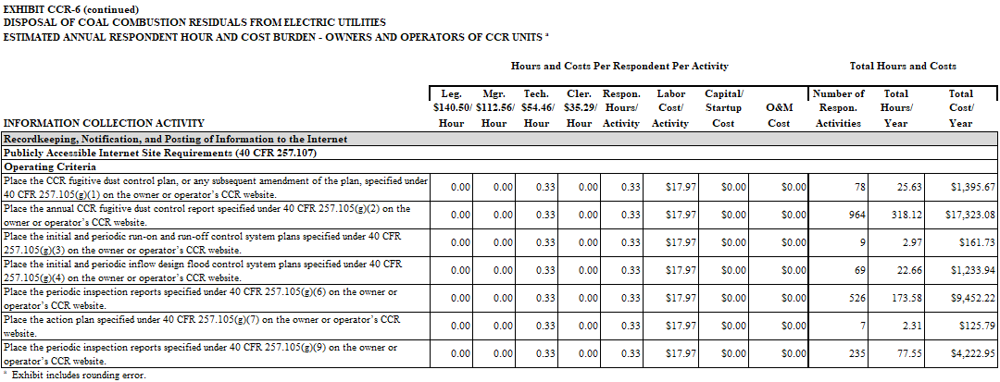 EXHIBIT CCR-6 (continued)
DISPOSAL OF COAL COMBUSTION RESIDUALS FROM ELECTRIC UTILITIES
ESTIMATED ANNUAL RESPONDENT HOUR AND COST BURDEN - OWNERS AND OPERATORS OF CCR UNITS ª
Hours and Costs Per Respondent Per Activity Total Hours and Costs
Leg. Mgr. Tech. Cler. Respon. Labor Capital/ Number of Total Total
$140.50/ $112.56/ $54.46/ $35.29/ Hours/ Cost/ Startup O&M Respon. Hours/ Cost/
INFORMATION COLLECTION ACTIVITY Hour Hour Hour Hour Activity Activity Cost Cost Activities Year Year
Recordkeeping, Notification, and Posting of Information to the Internet
Publicly Accessible Internet Site Requirements (40 CFR 257.107)
Operating Criteria
Place the CCR fugitive dust control plan, or any subsequent amendment of the plan, specified under
40 CFR 257.105(g)(1) on the owner or operator's CCR website. 0.00 0.00 0.33 0.00 0.33 $17.97 $0.00 $0.00 78 25.63 $1,395.67
Place the annual CCR fugitive dust control report specified under 40 CFR 257.105(g)(2) on the
owner or operator's CCR website. 0.00 0.00 0.33 0.00 0.33 $17.97 $0.00 $0.00 964 318.12 $17,323.08
Place the initial and periodic run-on and run-off control system plans specified under 40 CFR
257.105(g)(3) on the owner or operator's CCR website. 0.00 0.00 0.33 0.00 0.33 $17.97 $0.00 $0.00 9 2.97 $161.73
Place the initial and periodic inflow design flood control system plans specified under 40 CFR
257.105(g)(4) on the owner or operator's CCR website. 0.00 0.00 0.33 0.00 0.33 $17.97 $0.00 $0.00 69 22.66 $1,233.94
Place the periodic inspection reports specified under 40 CFR 257.105(g)(6) on the owner or
operator's CCR website. 0.00 0.00 0.33 0.00 0.33 $17.97 $0.00 $0.00 526 173.58 $9,452.22
Place the action plan specified under 40 CFR 257.105(g)(7) on the owner or operator's CCR
website. 0.00 0.00 0.33 0.00 0.33 $17.97 $0.00 $0.00 7 2.31 $125.79
Place the periodic inspection reports specified under 40 CFR 257.105(g)(9) on the owner or
operator's CCR website. 0.00 0.00 0.33 0.00 0.33 $17.97 $0.00 $0.00 235 77.55 $4,222.95
ª Exhibit includes rounding error.